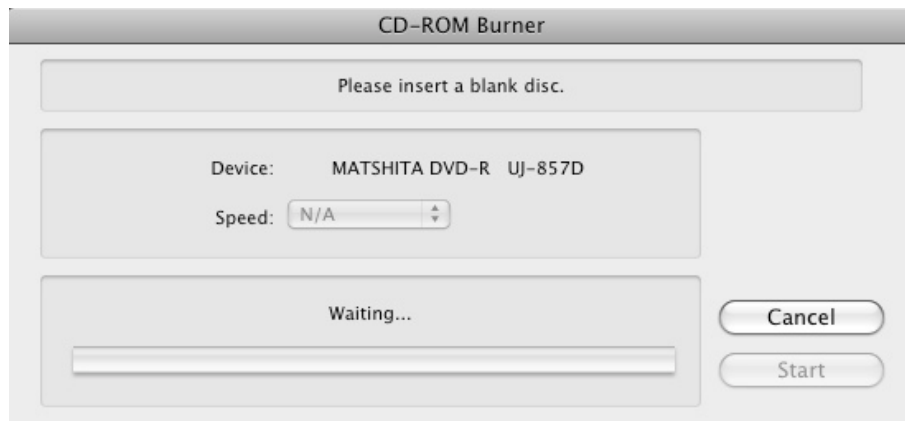 CD-ROM Burner
Please insert a blank disc.
Device: MATSHITA DVD-R UJ-857D
Speed: N/A
Waiting...
Cancel
Start